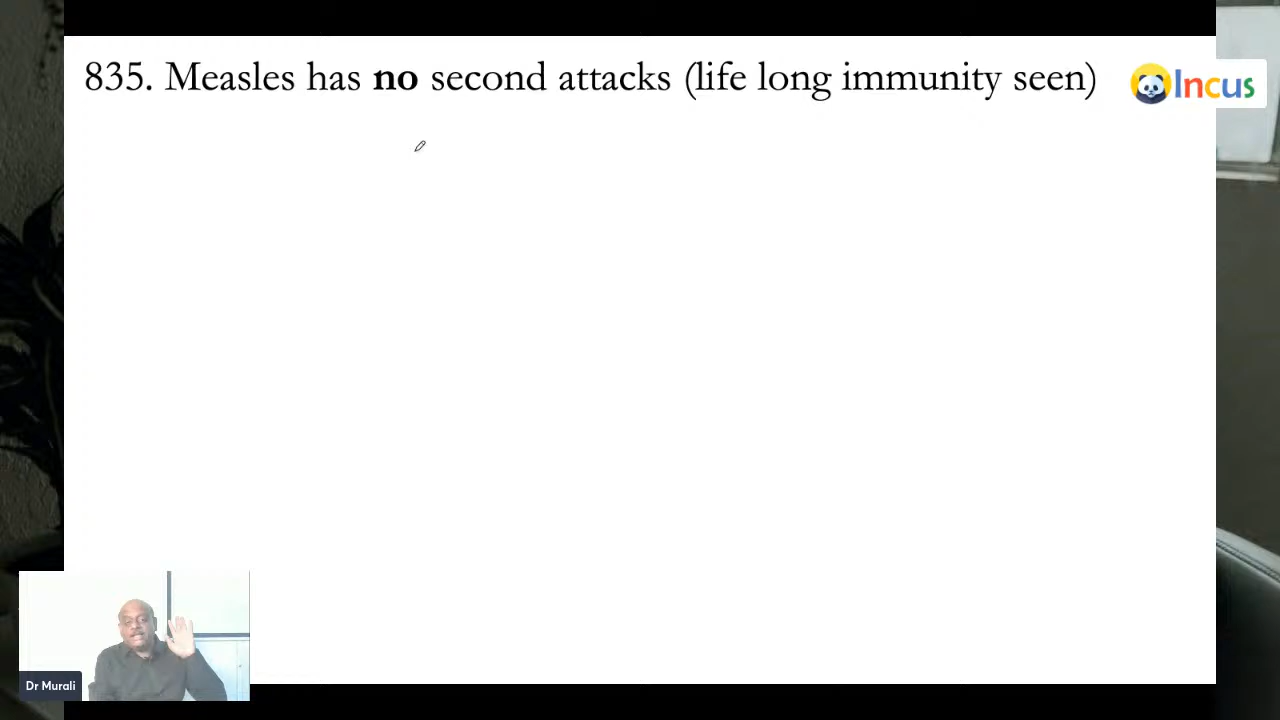 835. Measles has no second attacks (life long immunity seen)
Incus
Dr Murali